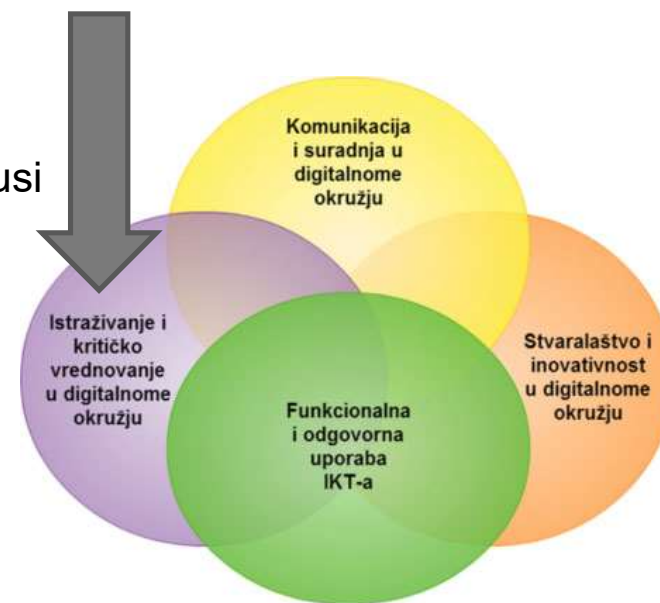 usi
Komunikacija
i suradnja u
digitalnome
okružju
Istraživanje i
kritičko
vrednovanje
u digitalnome
okružju
Stvaralaštvo i
inovativnost
u digitalnome
okružju
Funkcionalna
i odgovorna
uporaba
IKT-a